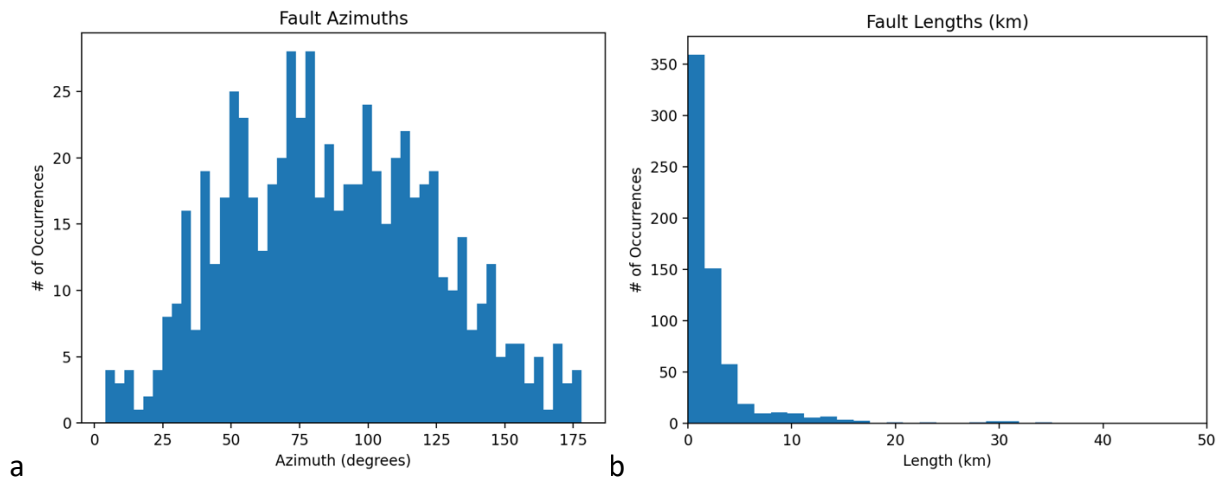 Fault Azimuths
# of Occurrences
25
20
15
10
5
0
0 25 50 75 100 125 150 175
Azimuth (degrees)
a
Fault Lengths (km)
# of Occurrences
350
300
250
200
150
100
50
0
0 10 20 30 40 50
Length (km)
b